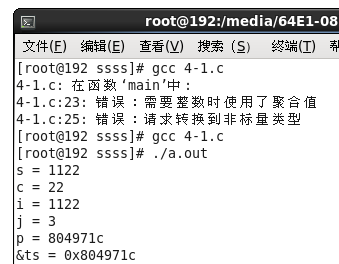 root@192:/media/64E1-08
文件(F) 编辑(E) 查看(V) 搜索 (S) 终端(T) 帮
[root@192 ssss]# gcc 4-1.c
4-1.c: 在函数‘main’中：
4-1.c:23: 错误：需要整数时使用了聚合值
4-1.c:25: 错误：请求转换到非标量类型
[root@192 ssss]# gcc 4-1.c
[root@192 ssss]# ./a.out
s = 1122
c = 22
i = 1122
j = 3
p = 804971c
&ts = 0x804971c